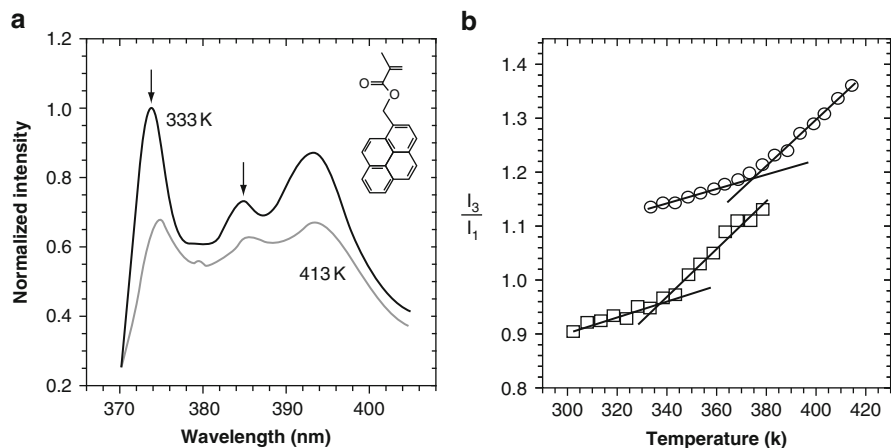 a
1.2
1.0
0.8
0.6
0.4
0.2
Normalized intensity
370
380
390
400
Wavelength (nm)
333 K
413 K
O
O
b
1.4
1.2
1.1
1.0
0.9
0.8
I3
I1
300
320
340
360
380
400
420
Temperature (k)